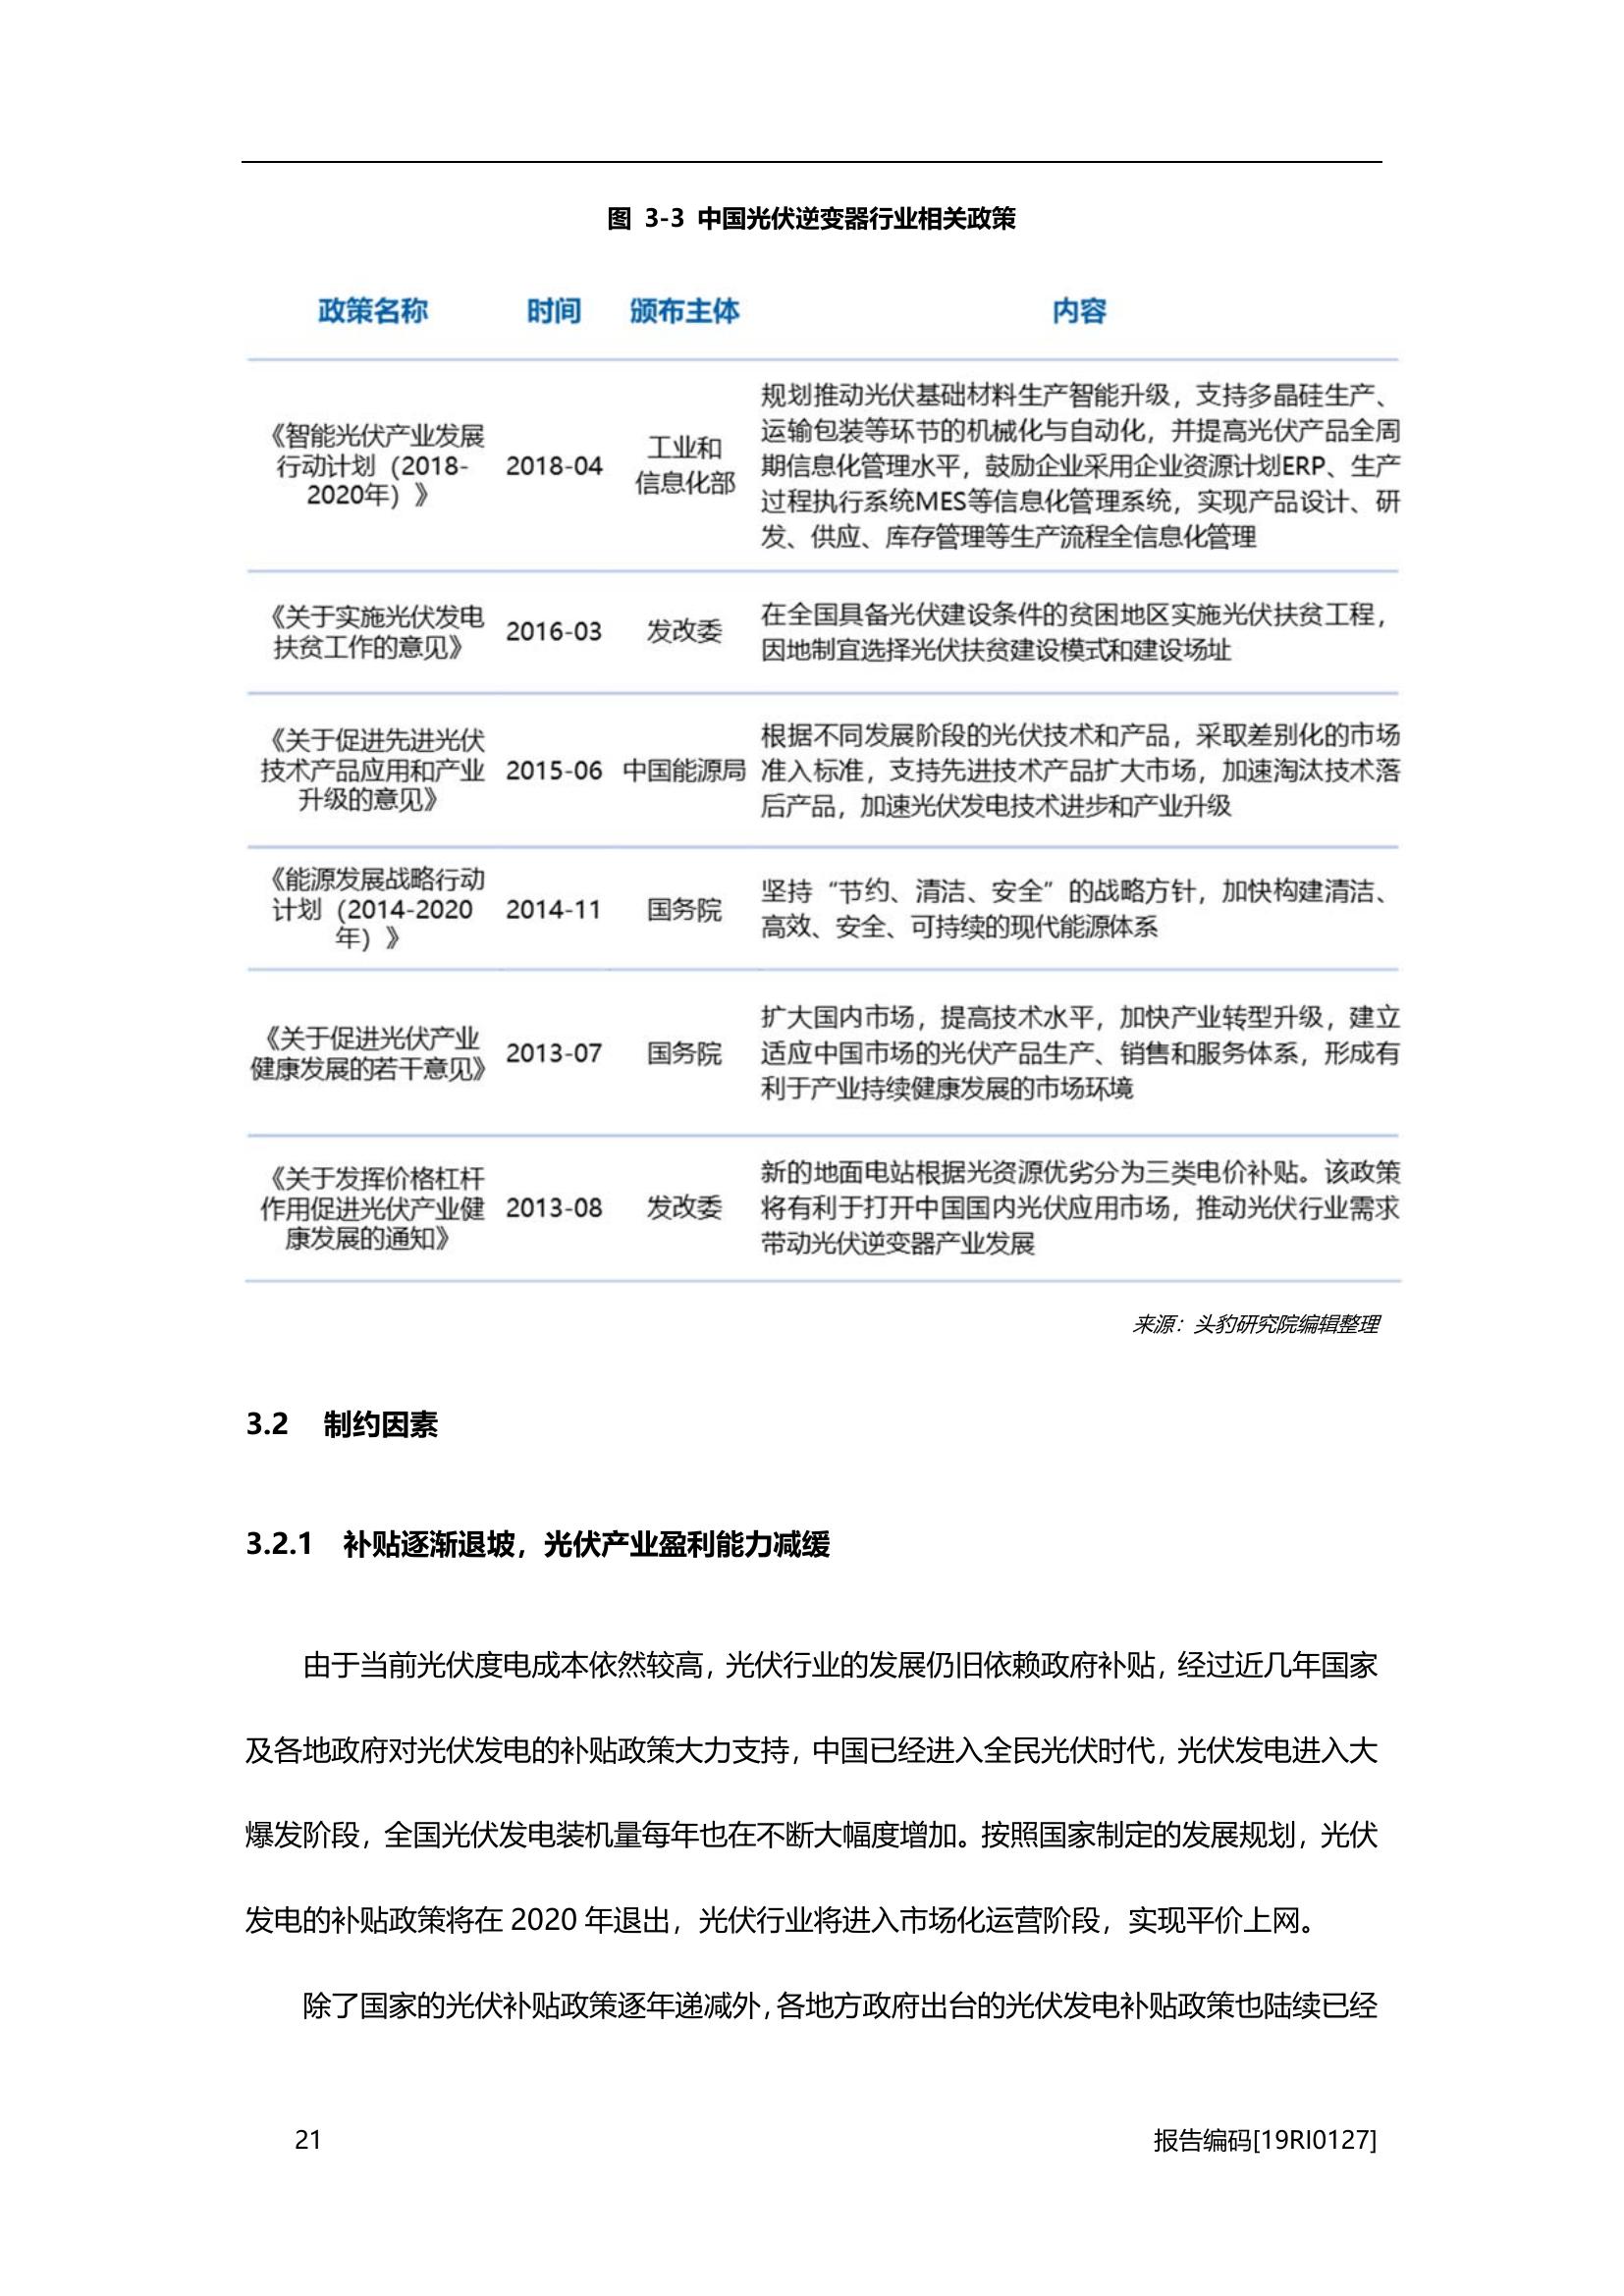 图 3-3 中国光伏逆变器行业相关政策
政策名称 时间 颁布主体 内容
《智能光伏产业发展
行动计划（2018-
2020年）》
2018-04
工业和
信息化部
规划推动光伏基础材料生产智能升级，支持多晶硅生产、
运输包装等环节的机械化与自动化，并提高光伏产品全周
期信息化管理水平，鼓励企业采用企业资源计划ERP、生产
过程执行系统MES等信息化管理系统，实现产品设计、研
发、供应、库存管理等生产流程全信息化管理
《关于实施光伏发电
扶贫工作的意见》
2016-03
发改委
在全国具备光伏建设条件的贫困地区实施光伏扶贫工程，
因地制宜选择光伏扶贫建设模式和建设场址
《关于促进先进光伏
技术产品应用和产业
升级的意见》
2015-06
中国能源局
根据不同发展阶段的光伏技术和产品，采取差别化的市场
准入标准，支持先进技术产品扩大市场，加速淘汰技术落
后产品，加速光伏发电技术进步和产业升级
《能源发展战略行动
计划（2014-2020
年）》
2014-11
国务院
坚持“节约、清洁、安全”的战略方针，加快构建清洁、
高效、安全、可持续的现代能源体系
《关于促进光伏产业
健康发展的若干意见》
2013-07
国务院
扩大国内市场，提高技术水平，加快产业转型升级，建立
适应中国市场的光伏产品生产、销售和服务体系，形成有
利于产业持续健康发展的市场环境
《关于发挥价格杠杆
作用促进光伏产业健
康发展的通知》
2013-08
发改委
新的地面电站根据光资源优劣分为三类电价补贴。该政策
将有利于打开中国国内光伏应用市场，推动光伏行业需求
带动光伏逆变器产业发展
来源：头豹研究院编辑整理
3.2 制约因素
3.2.1 补贴逐渐退坡，光伏产业盈利能力减缓
由于当前光伏度电成本依然较高，光伏行业的发展仍旧依赖政府补贴，经过近几年国家
及各地政府对光伏发电的补贴政策大力支持，中国已经进入全民光伏时代，光伏发电进入大
爆发阶段，全国光伏发电装机量每年也在不断大幅度增加。按照国家制定的发展规划，光伏
发电的补贴政策将在 2020 年退出，光伏行业将进入市场化运营阶段，实现平价上网。
除了国家的光伏补贴政策逐年递减外，各地方政府出台的光伏发电补贴政策也陆续已经
21 报告编码[19RI0127]